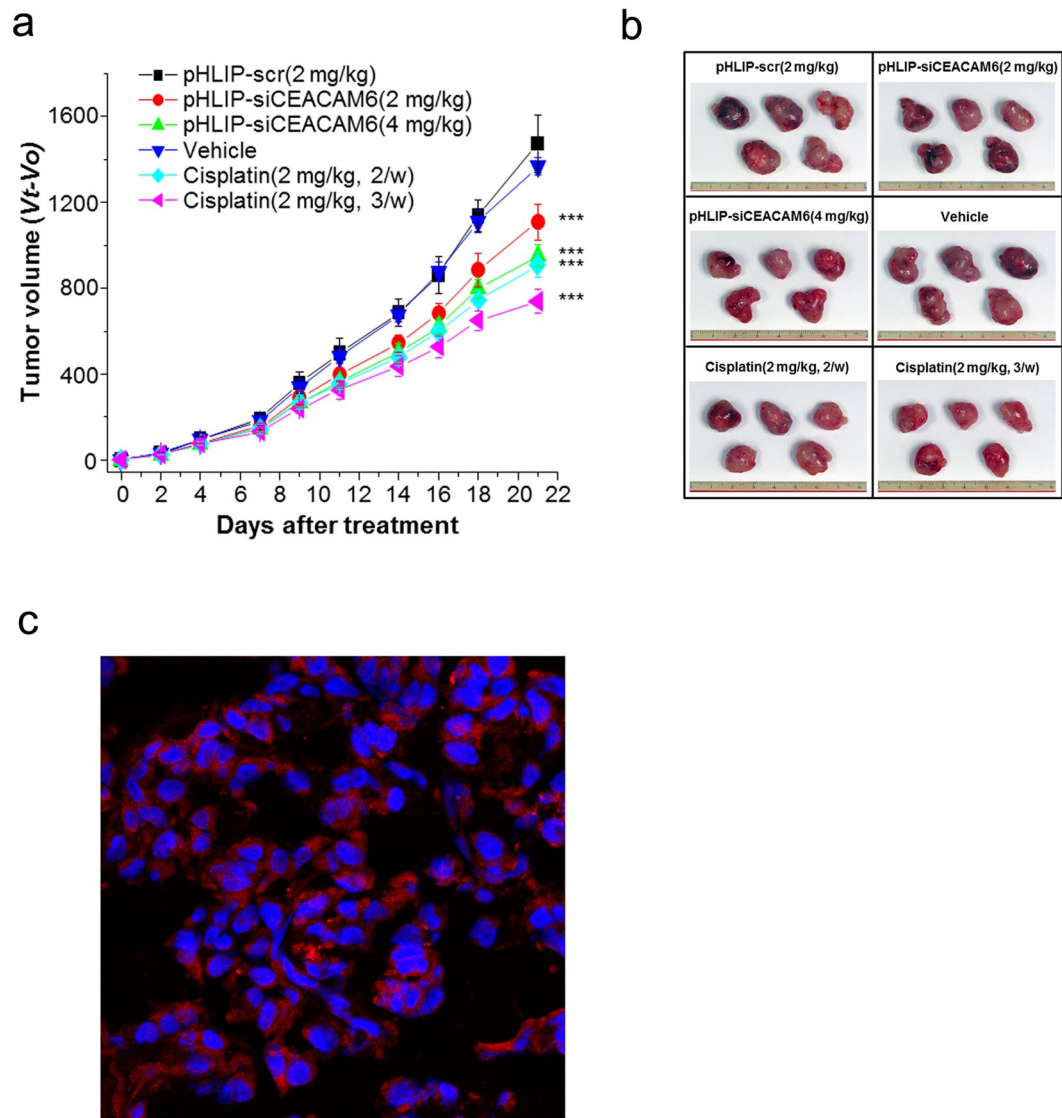 a
pHLIP-scr(2 mg/kg)
pHLIP-siCEACAM6(2 mg/kg)
pHLIP-siCEACAM6(4 mg/kg)
Vehicle
Cisplatin(2 mg/kg, 2/w)
Cisplatin(2 mg/kg, 3/w)
Tumor volume (Vt-Vo)
1600
1200
800
400
0
***
***
***
***
0 2 4 6 8 10 12 14 16 18 20 22
Days after treatment
b
pHLIP-scr(2 mg/kg)
pHLIP-siCEACAM6(2 mg/kg)
pHLIP-siCEACAM6(4 mg/kg)
Vehicle
Cisplatin(2 mg/kg, 2/w)
Cisplatin(2 mg/kg, 3/w)
c